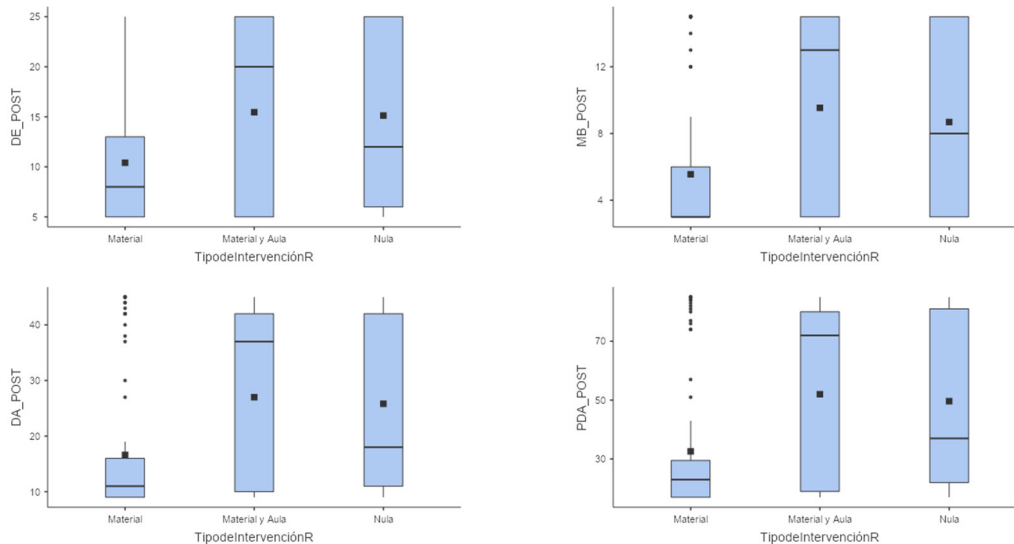 DE_POST
25
20
15
10
5
Material
Material y Aula
Nula
TipodeIntervenciónR
MB_POST
12
8
4
Material
Material y Aula
Nula
TipodeIntervenciónR
DA_POST
40
30
20
10
Material
Material y Aula
Nula
TipodeIntervenciónR
PDA_POST
70
50
30
Material
Material y Aula
Nula
TipodeIntervenciónR